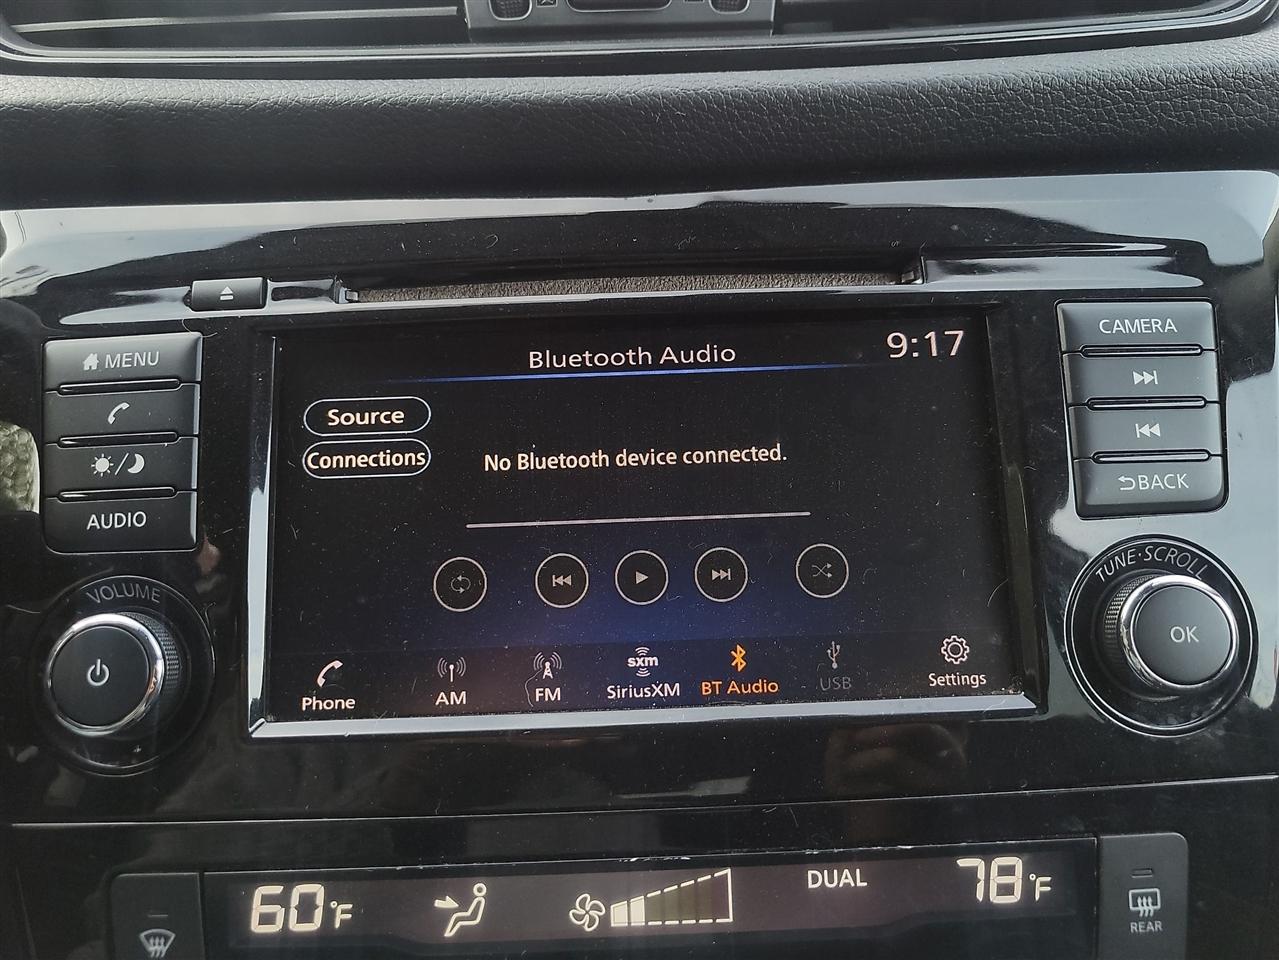 MENU
AUDIO
VOLUME
Bluetooth Audio
9:17
Source
Connections
No Bluetooth device connected.
Phone
AM
FM
sxm
SiriusXM
BT Audio
USB
Settings
CAMERA
BACK
TUNE·SCROLL
OK
60°F
DUAL
78°F
REAR